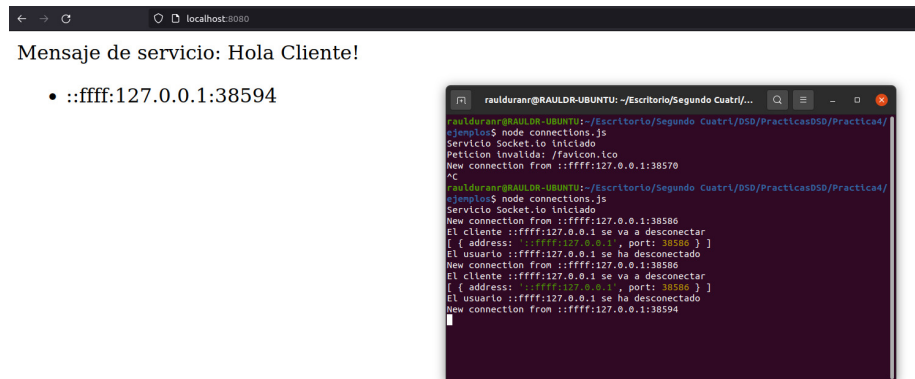 localhost:8080
Mensaje de servicio: Hola Cliente!
• ::ffff:127.0.0.1:38594
raulduranr@RAULDR-UBUNTU: ~/Escritorio/Segundo Cuatri/...
raulduranr@RAULDR-UBUNTU:~/Escritorio/Segundo Cuatri/DSD/PracticasDSD/Practica4/
ejemplos$ node connections.js
Servicio Socket.io iniciado
Peticion invalida: /favicon.ico
New connection from ::ffff:127.0.0.1:38570
^C
raulduranr@RAULDR-UBUNTU:~/Escritorio/Segundo Cuatri/DSD/PracticasDSD/Practica4/
ejemplos$ node connections.js
Servicio Socket.io iniciado
New connection from ::ffff:127.0.0.1:38586
El cliente ::ffff:127.0.0.1 se va a desconectar
[ { address: '::ffff:127.0.0.1', port: 38586 } ]
El usuario ::ffff:127.0.0.1 se ha desconectado
New connection from ::ffff:127.0.0.1:38586
El cliente ::ffff:127.0.0.1 se va a desconectar
[ { address: '::ffff:127.0.0.1', port: 38586 } ]
El usuario ::ffff:127.0.0.1 se ha desconectado
New connection from ::ffff:127.0.0.1:38594